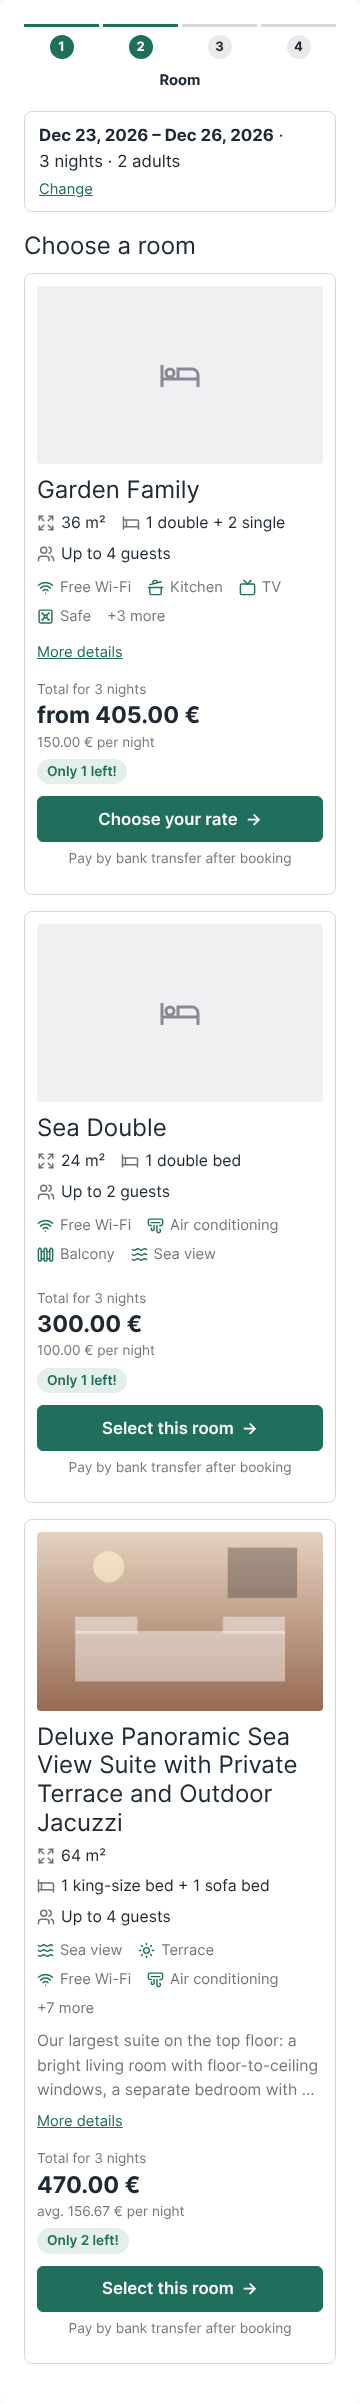 1 2 3 4
Room
Dec 23, 2026 – Dec 26, 2026 ·
3 nights · 2 adults
Change
Choose a room
Garden Family
36 m² 1 double + 2 single
Up to 4 guests
Free Wi-Fi Kitchen TV
Safe +3 more
More details
Total for 3 nights
from 405.00 €
150.00 € per night
Only 1 left!
Choose your rate →
Pay by bank transfer after booking
Sea Double
24 m² 1 double bed
Up to 2 guests
Free Wi-Fi Air conditioning
Balcony Sea view
Total for 3 nights
300.00 €
100.00 € per night
Only 1 left!
Select this room →
Pay by bank transfer after booking
Deluxe Panoramic Sea
View Suite with Private
Terrace and Outdoor
Jacuzzi
64 m²
1 king-size bed + 1 sofa bed
Up to 4 guests
Sea view Terrace
Free Wi-Fi Air conditioning
+7 more
Our largest suite on the top floor: a
bright living room with floor-to-ceiling
windows, a separate bedroom with ...
More details
Total for 3 nights
470.00 €
avg. 156.67 € per night
Only 2 left!
Select this room →
Pay by bank transfer after booking